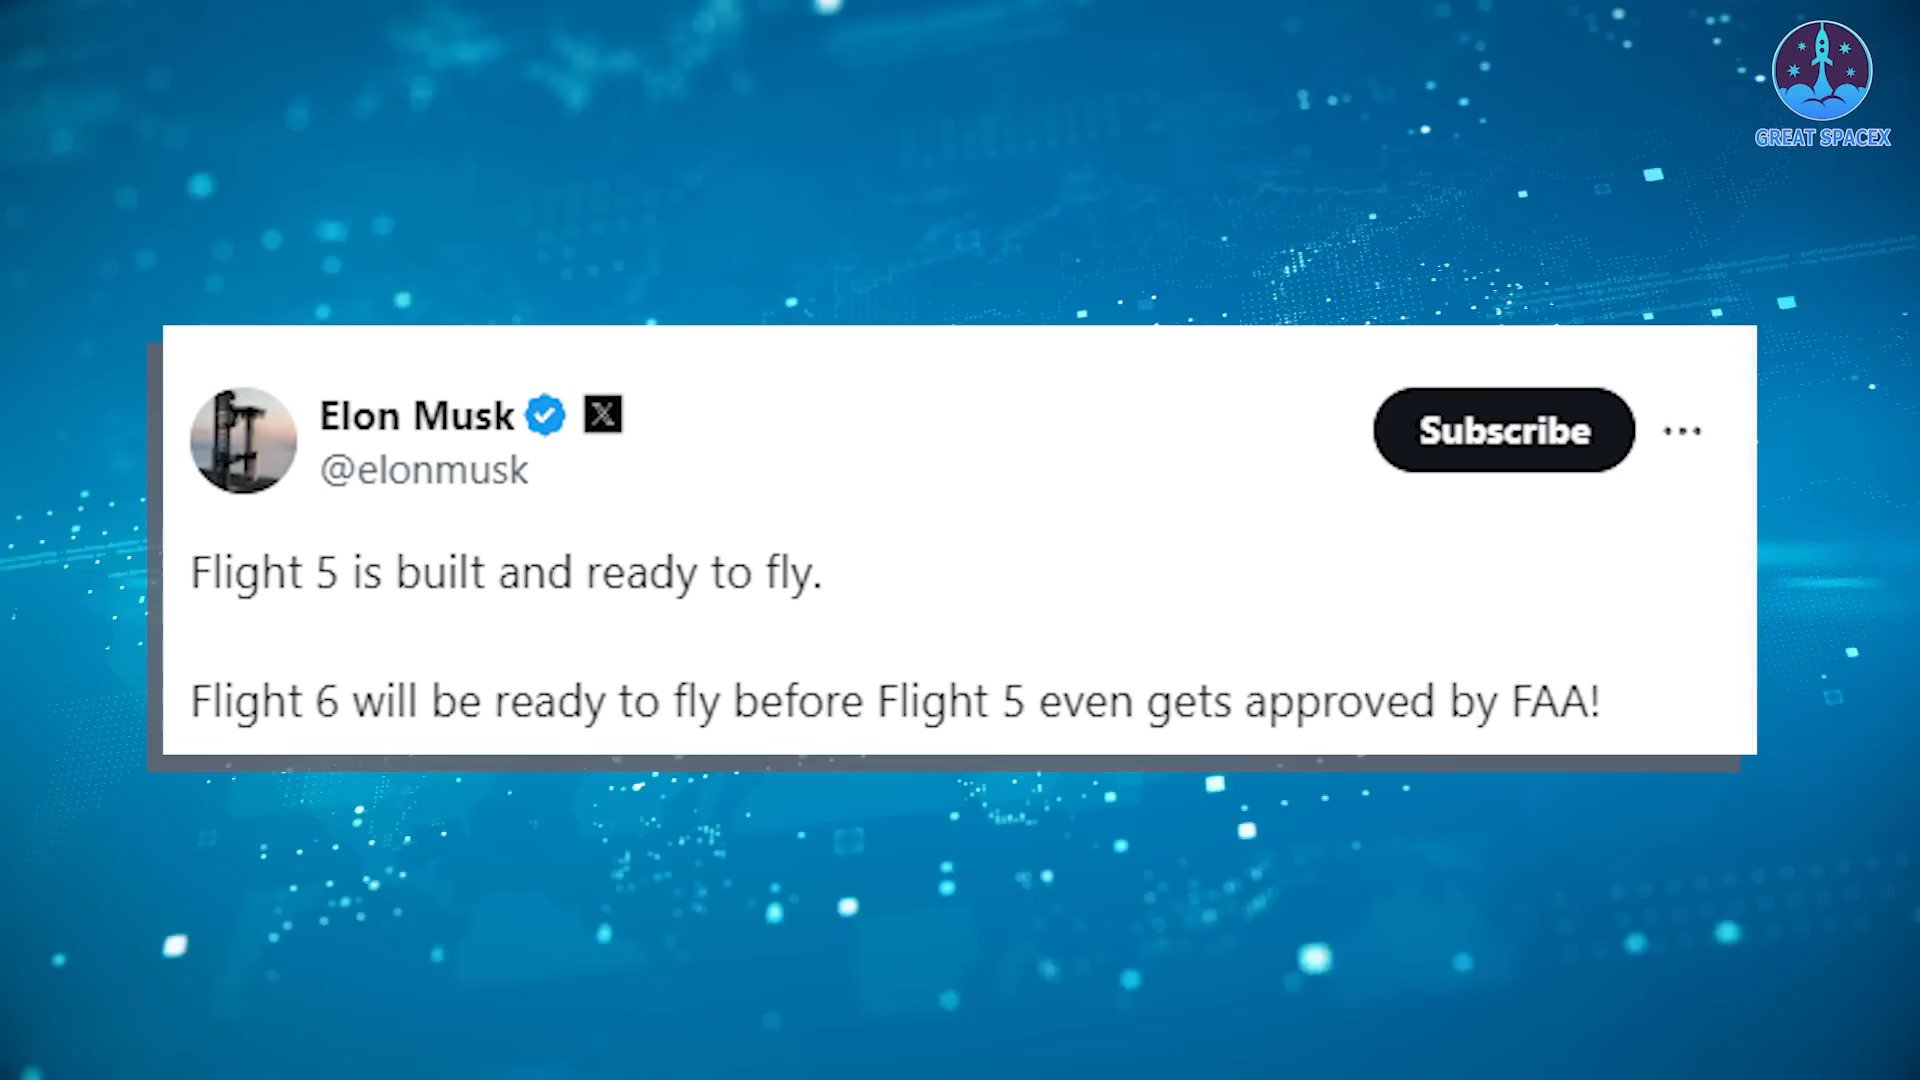 GREAT SPACEX
Elon Musk
@elonmusk
Subscribe
Flight 5 is built and ready to fly.
Flight 6 will be ready to fly before Flight 5 even gets approved by FAA!